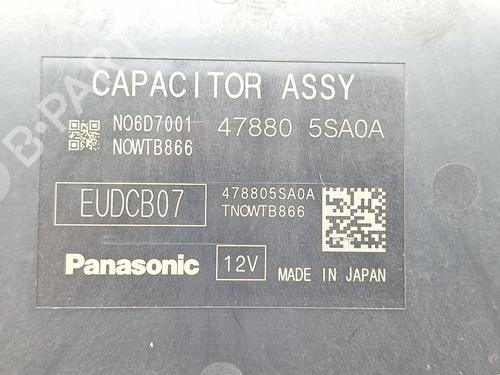 CAPACITOR ASSY
NO6D7001 47880 5SA0A
NOWTB866
EUDCB07
478805SA0A
TNOWTB866
Panasonic
12V
MADE IN JAPAN
B-PARTS